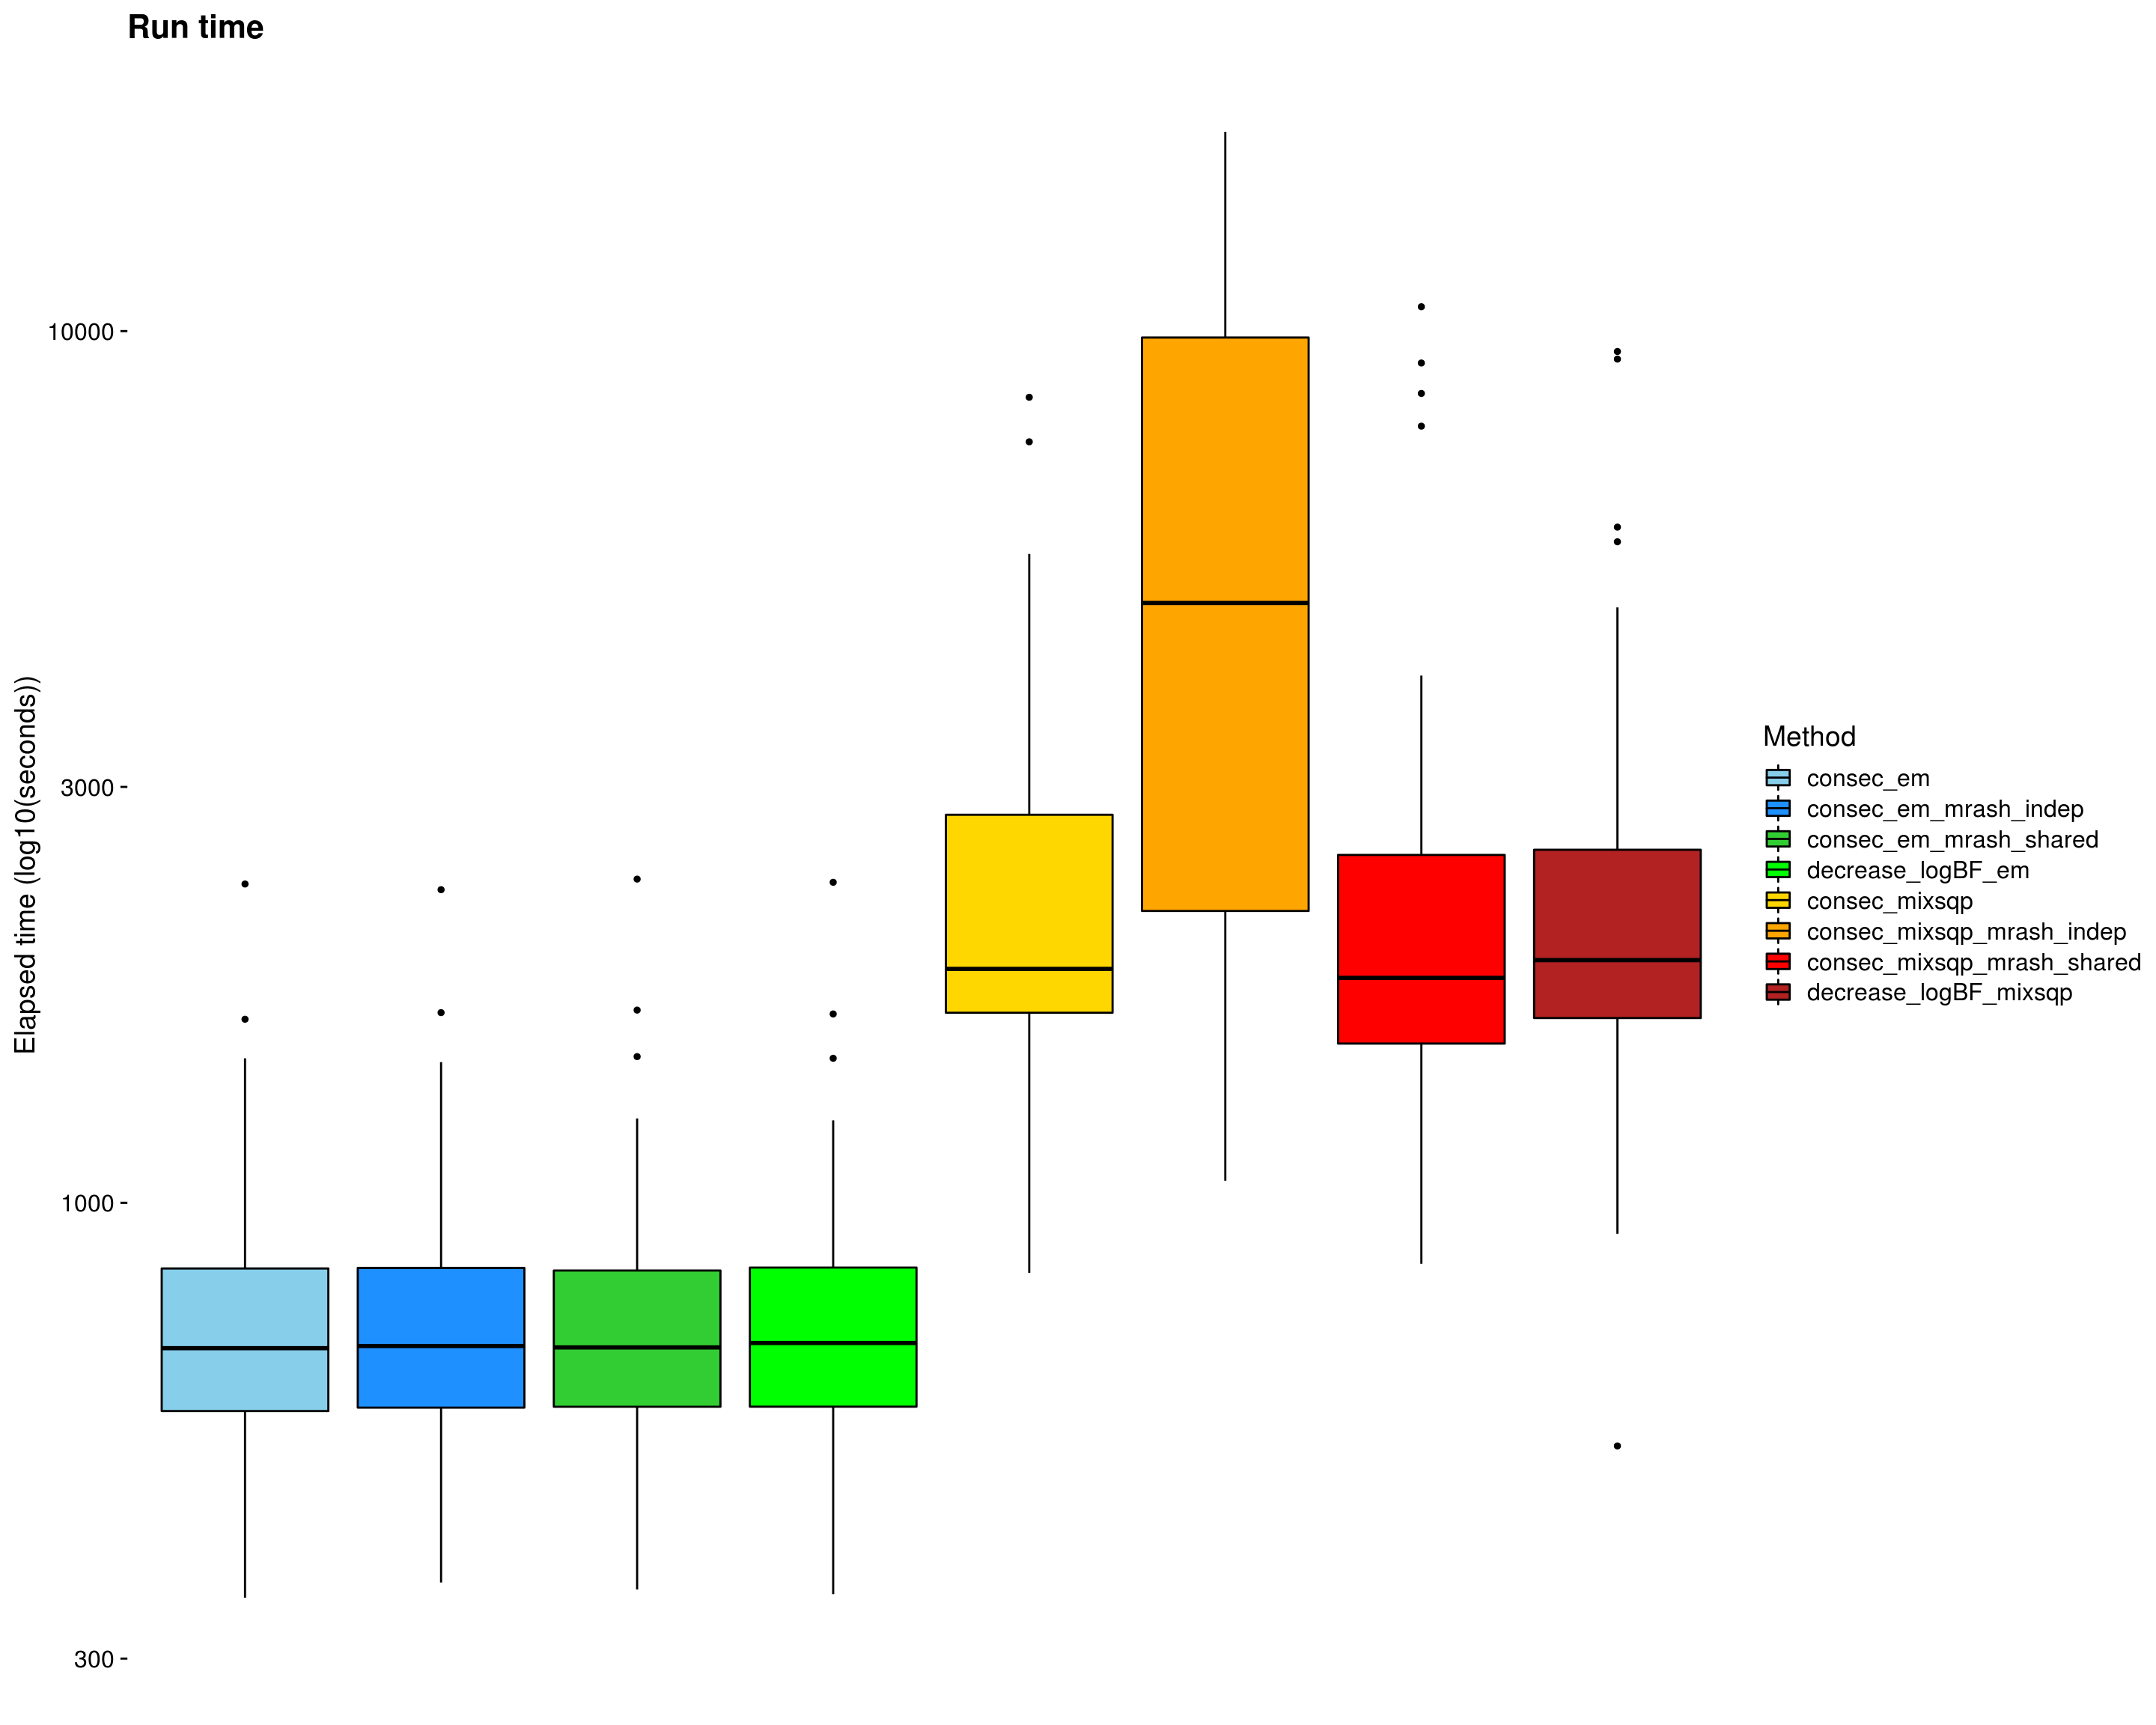 Run time
Elapsed time (log10(seconds))
10000
3000
1000
300
Method
consec_em
consec_em_mrash_indep
consec_em_mrash_shared
decrease_logBF_em
consec_mixsqp
consec_mixsqp_mrash_indep
consec_mixsqp_mrash_shared
decrease_logBF_mixsqp